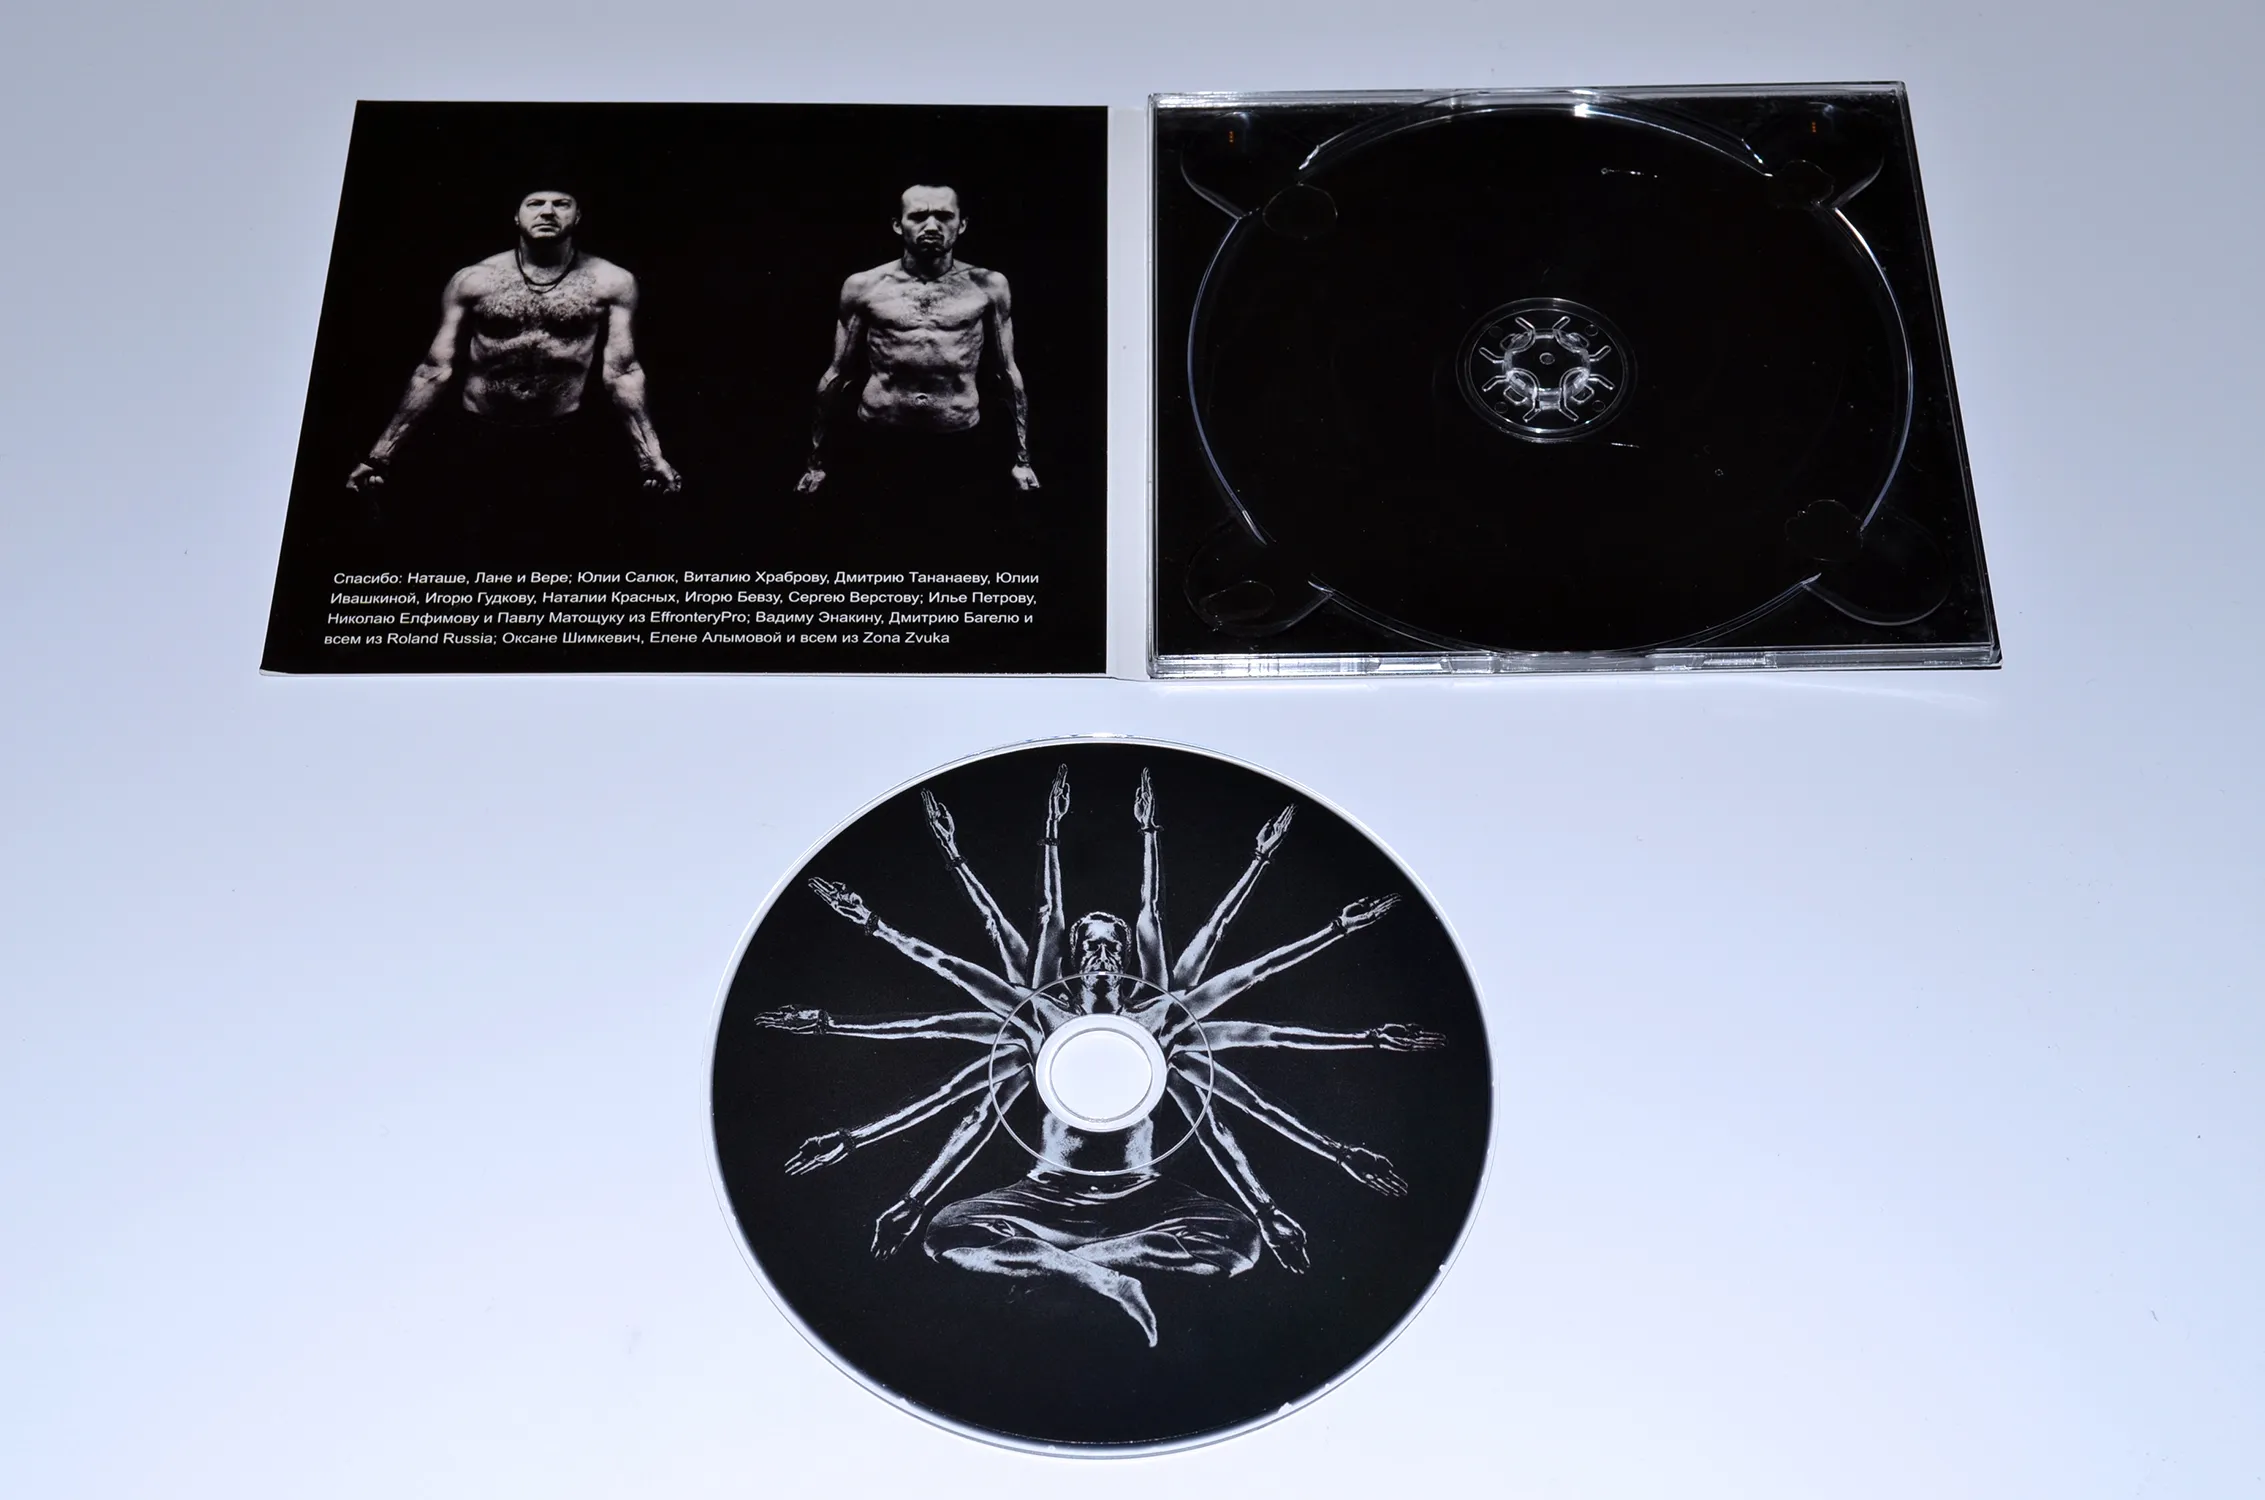 Спасибо: Наташе, Лане и Вере; Юлии Салюк, Виталию Храброву, Дмитрию Тананаеву, Юлии
Ивашкиной, Игорю Гудкову, Наталии Красных, Игорю Бевзу, Сергею Верстову; Илье Петрову,
Николаю Елфимову и Павлу Матощуку из EffronteryPro; Вадиму Энакину, Дмитрию Багелю и
всем из Roland Russia; Оксане Шимкевич, Елене Алымовой и всем из Zona Zvuka